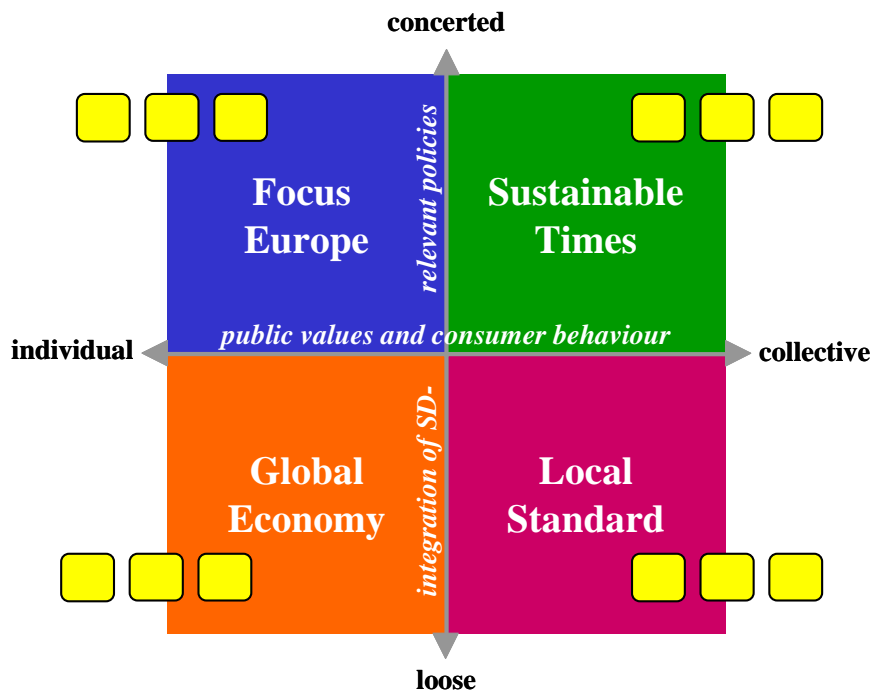 concerted
relevant policies
Focus
Europe
Sustainable
Times
public values and consumer behaviour
individual
collective
integration of SD-
Global
Economy
Local
Standard
loose